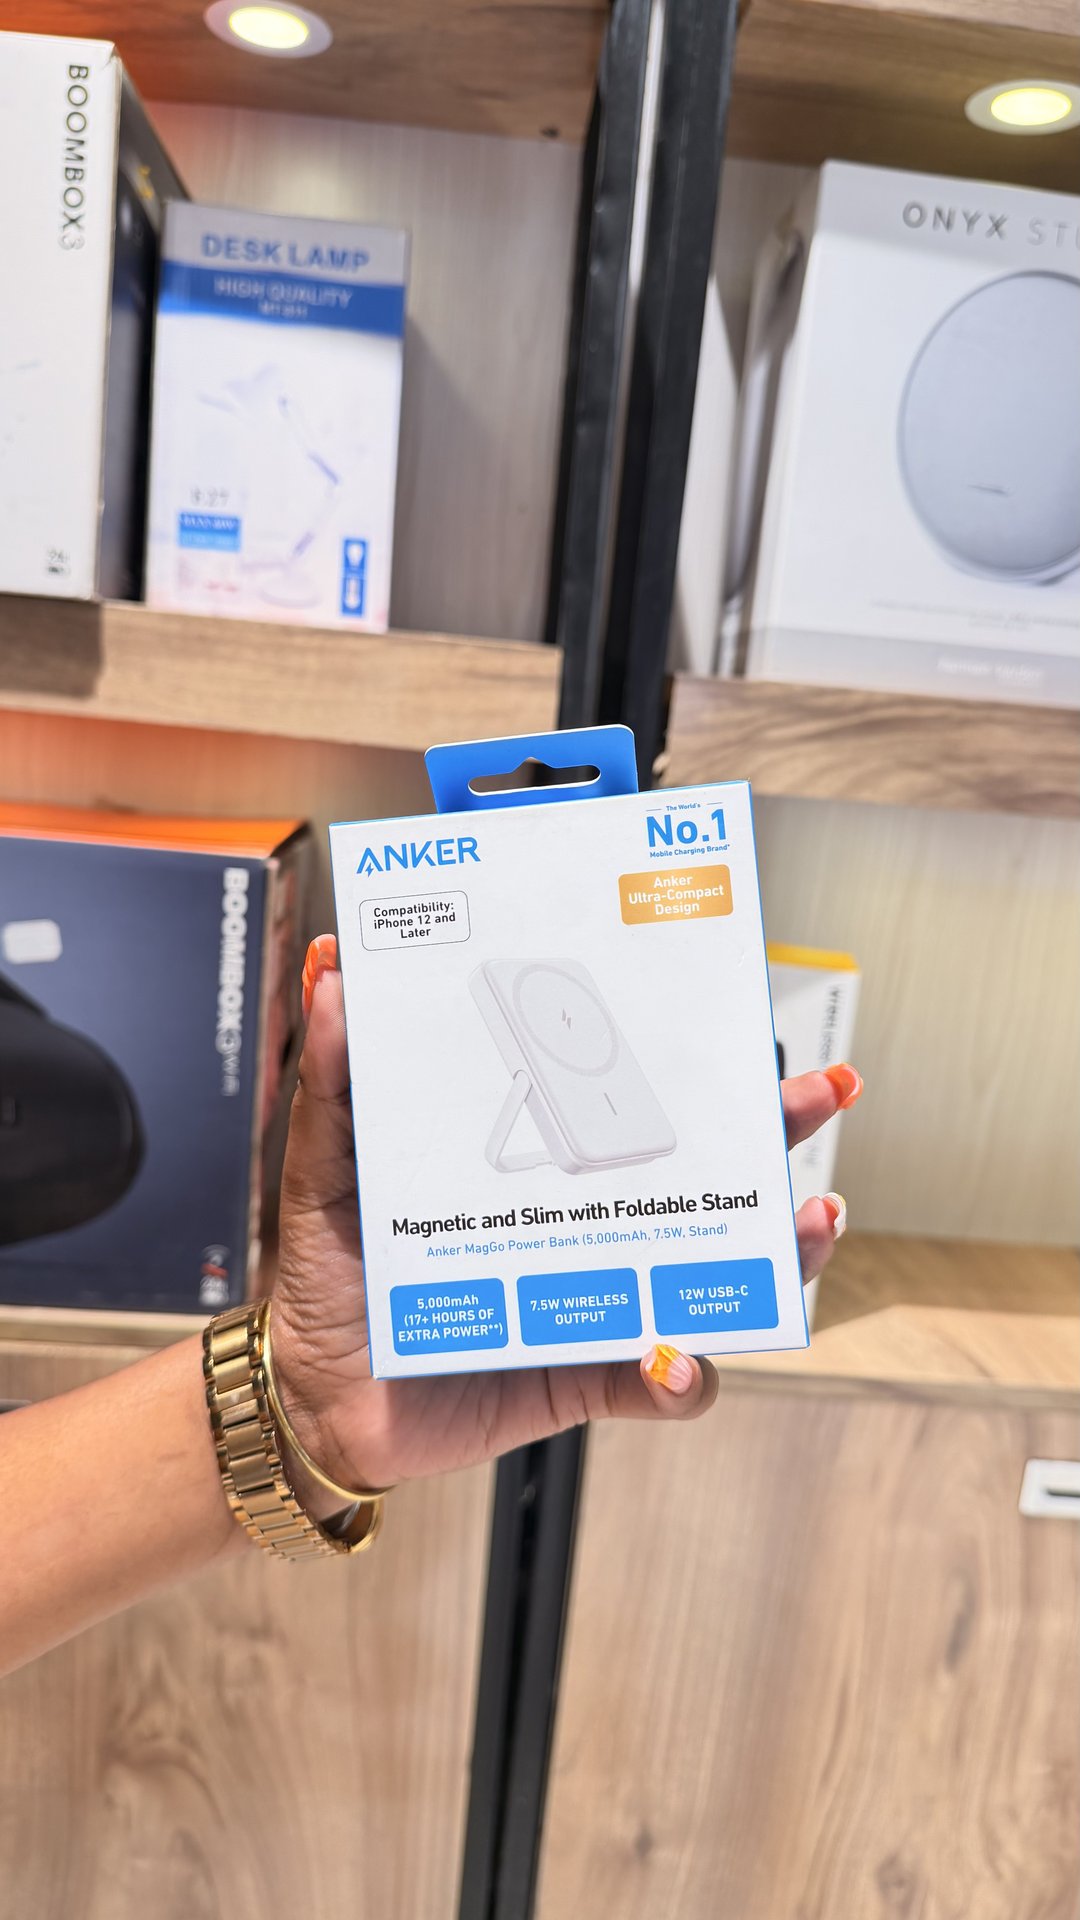 BOOMBOX3
DESK LAMP
HIGH QUALITY
ONYX STU
ANKER
The World's
No.1
Mobile Charging Brand*
Anker
Ultra-Compact
Design
Compatibility:
iPhone 12 and
Later
Magnetic and Slim with Foldable Stand
Anker MagGo Power Bank (5,000mAh, 7.5W, Stand)
5,000mAh
(17+ HOURS OF
EXTRA POWER**)
7.5W WIRELESS
OUTPUT
12W USB-C
OUTPUT
BOOMBOX3